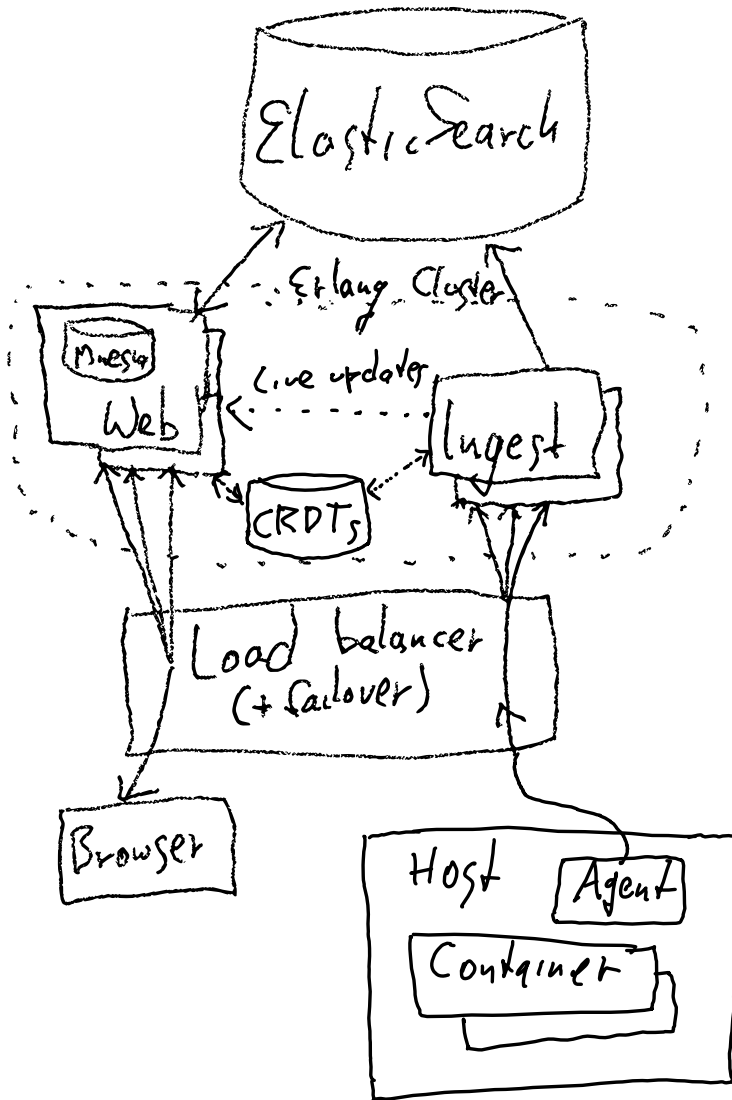 ElasticSearch
Erlang Cluster
Mnesia
Web
Live updates
Ingest
CRDTs
Load balancer
(+ failover)
Browser
Host
Agent
Container